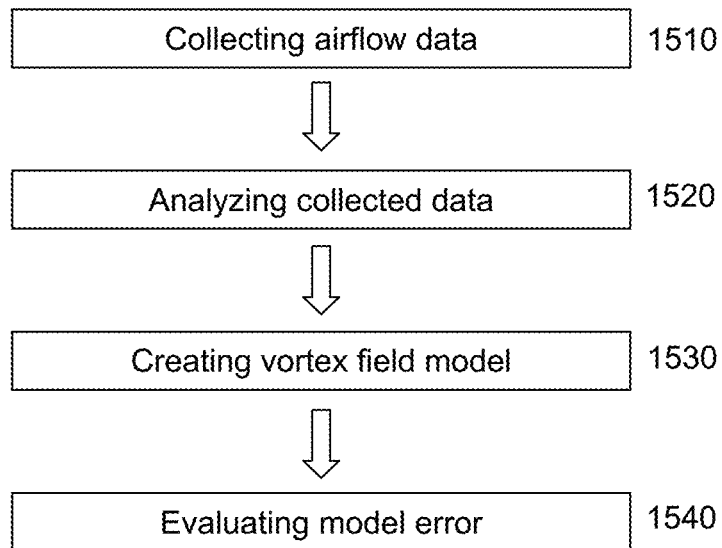 Collecting airflow data 1510
Analyzing collected data 1520
Creating vortex field model 1530
Evaluating model error 1540